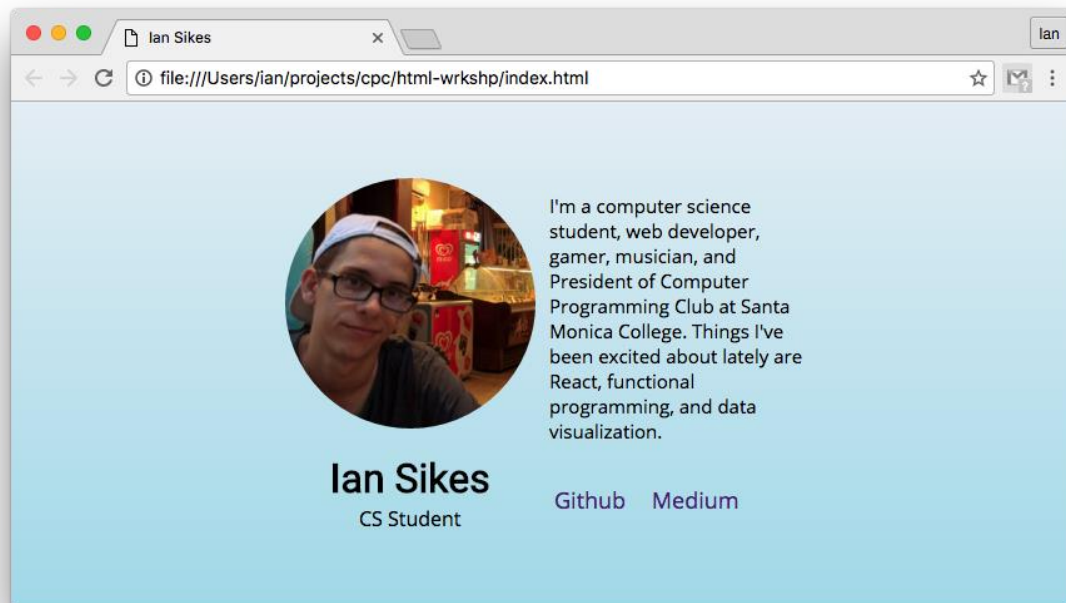 Ian Sikes
Ian
file:///Users/ian/projects/cpc/html-wrkshp/index.html
I'm a computer science
student, web developer,
gamer, musician, and
President of Computer
Programming Club at Santa
Monica College. Things I've
been excited about lately are
React, functional
programming, and data
visualization.
Ian Sikes
CS Student
Github Medium